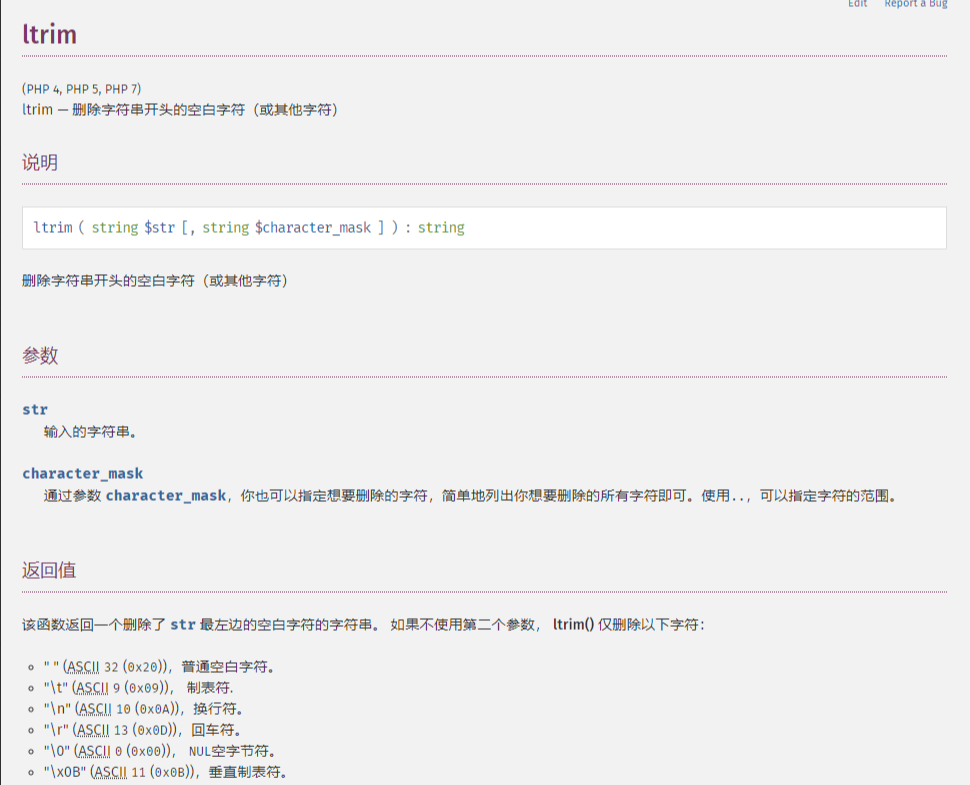 Edit Report a Bug
ltrim
(PHP 4, PHP 5, PHP 7)
ltrim — 删除字符串开头的空白字符（或其他字符）
说明
ltrim ( string $str [, string $character_mask ] ) : string
删除字符串开头的空白字符（或其他字符）
参数
str
输入的字符串。
character_mask
通过参数 character_mask，你也可以指定想要删除的字符，简单地列出你想要删除的所有字符即可。使用..，可以指定字符的范围。
返回值
该函数返回一个删除了 str 最左边的空白字符的字符串。 如果不使用第二个参数， ltrim() 仅删除以下字符：
" " (ASCII 32 (0x20))，普通空白字符。
"\t" (ASCII 9 (0x09))， 制表符.
"\n" (ASCII 10 (0x0A))，换行符。
"\r" (ASCII 13 (0x0D))，回车符。
"\0" (ASCII 0 (0x00))， NUL空字节符。
"\x0B" (ASCII 11 (0x0B))，垂直制表符。